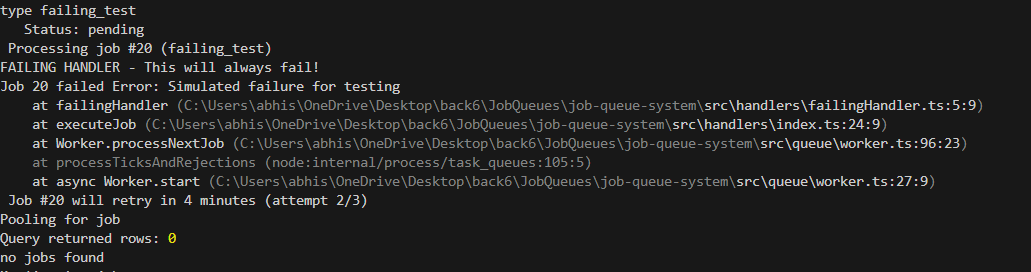 type failing_test
Status: pending
Processing job #20 (failing_test)
FAILING HANDLER - This will always fail!
Job 20 failed Error: Simulated failure for testing
at failingHandler (C:\Users\abhis\OneDrive\Desktop\back6\JobQueues\job-queue-system\src\handlers\failingHandler.ts:5:9)
at executeJob (C:\Users\abhis\OneDrive\Desktop\back6\JobQueues\job-queue-system\src\handlers\index.ts:24:9)
at Worker.processNextJob (C:\Users\abhis\OneDrive\Desktop\back6\JobQueues\job-queue-system\src\queue\worker.ts:96:23)
at processTicksAndRejections (node:internal/process/task_queues:105:5)
at async Worker.start (C:\Users\abhis\OneDrive\Desktop\back6\JobQueues\job-queue-system\src\queue\worker.ts:27:9)
Job #20 will retry in 4 minutes (attempt 2/3)
Pooling for job
Query returned rows: 0
no jobs found